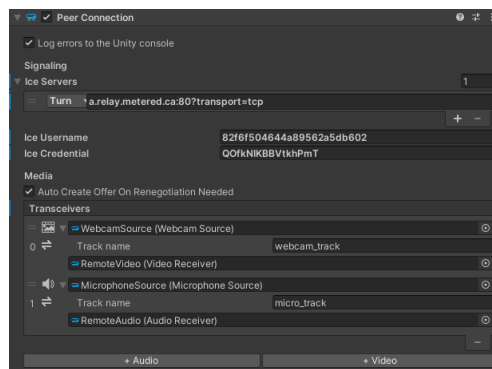 Peer Connection
Log errors to the Unity console
Signaling
Ice Servers 1
Turn a.relay.metered.ca:80?transport=tcp
Ice Username 82f6f504644a89562a5db602
Ice Credential QOfkNIKBBVtkhPmT
Media
Auto Create Offer On Renegotiation Needed
Transceivers
WebcamSource (Webcam Source)
0 Track name webcam_track
RemoteVideo (Video Receiver)
MicrophoneSource (Microphone Source)
1 Track name micro_track
RemoteAudio (Audio Receiver)
+ Audio + Video